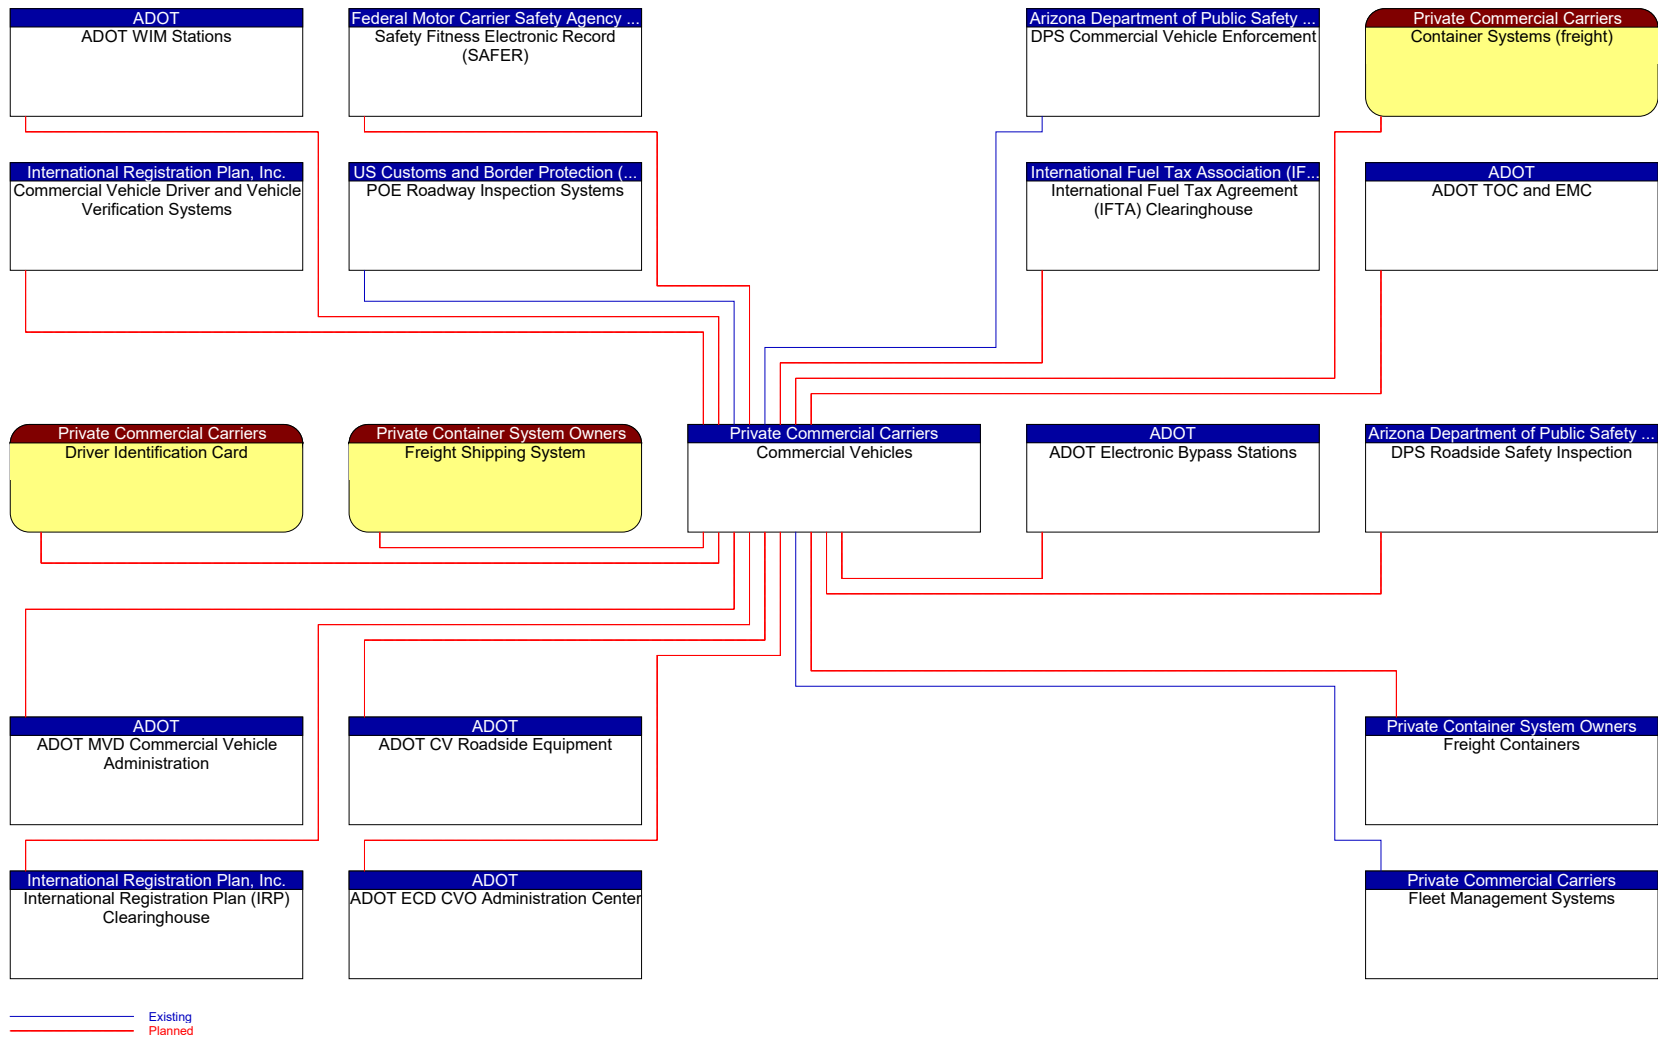 ADOT
ADOT WIM Stations
Federal Motor Carrier Safety Agency ...
Safety Fitness Electronic Record
(SAFER)
Arizona Department of Public Safety ...
DPS Commercial Vehicle Enforcement
Private Commercial Carriers
Container Systems (freight)
International Registration Plan, Inc.
Commercial Vehicle Driver and Vehicle
Verification Systems
US Customs and Border Protection (...
POE Roadway Inspection Systems
International Fuel Tax Association (IF...
International Fuel Tax Agreement
(IFTA) Clearinghouse
ADOT
ADOT TOC and EMC
Private Commercial Carriers
Driver Identification Card
Private Container System Owners
Freight Shipping System
Private Commercial Carriers
Commercial Vehicles
ADOT
ADOT Electronic Bypass Stations
Arizona Department of Public Safety ...
DPS Roadside Safety Inspection
ADOT
ADOT MVD Commercial Vehicle
Administration
ADOT
ADOT CV Roadside Equipment
Private Container System Owners
Freight Containers
International Registration Plan, Inc.
International Registration Plan (IRP)
Clearinghouse
ADOT
ADOT ECD CVO Administration Center
Private Commercial Carriers
Fleet Management Systems
Existing
Planned